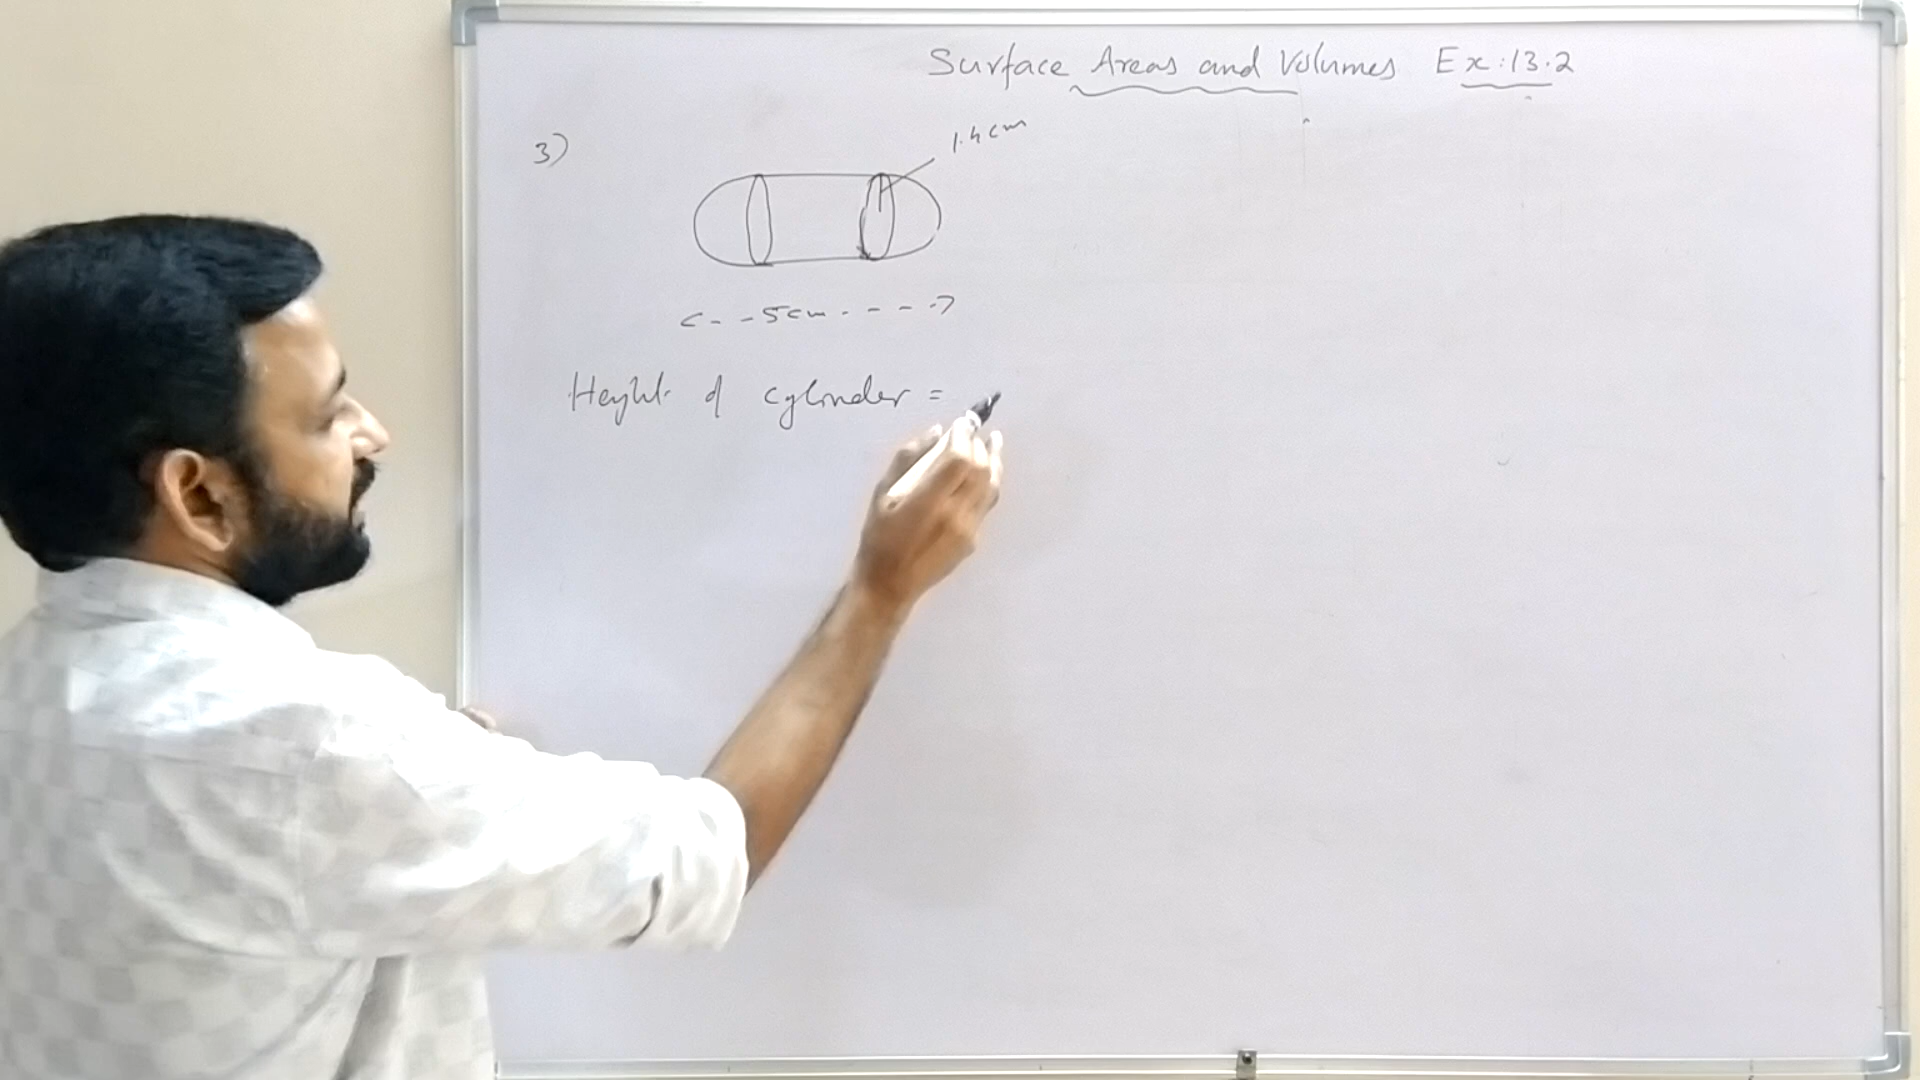 Surface Areas and Volumes Ex:13.2
3)
1.4cm
<- - 5cm - - - - ->
Height of cylinder =